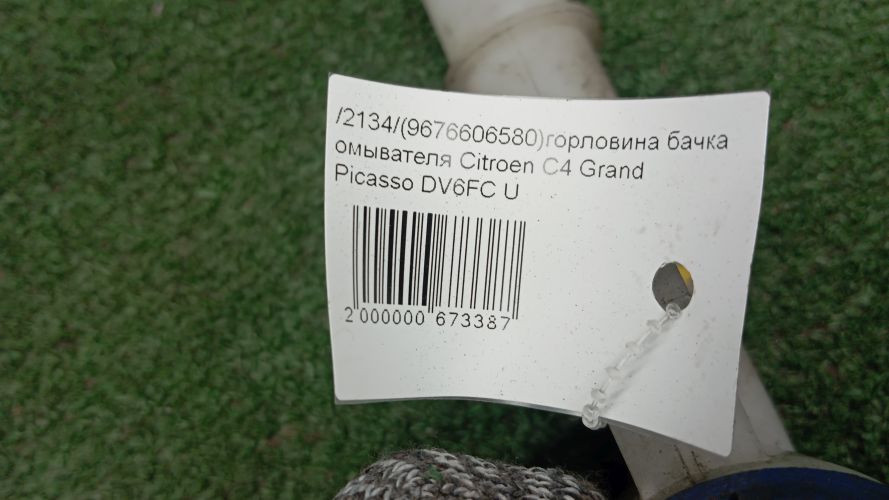 /2134/(9676606580)горловина бачка
омывателя Citroen C4 Grand
Picasso DV6FC U
2 000000 673387